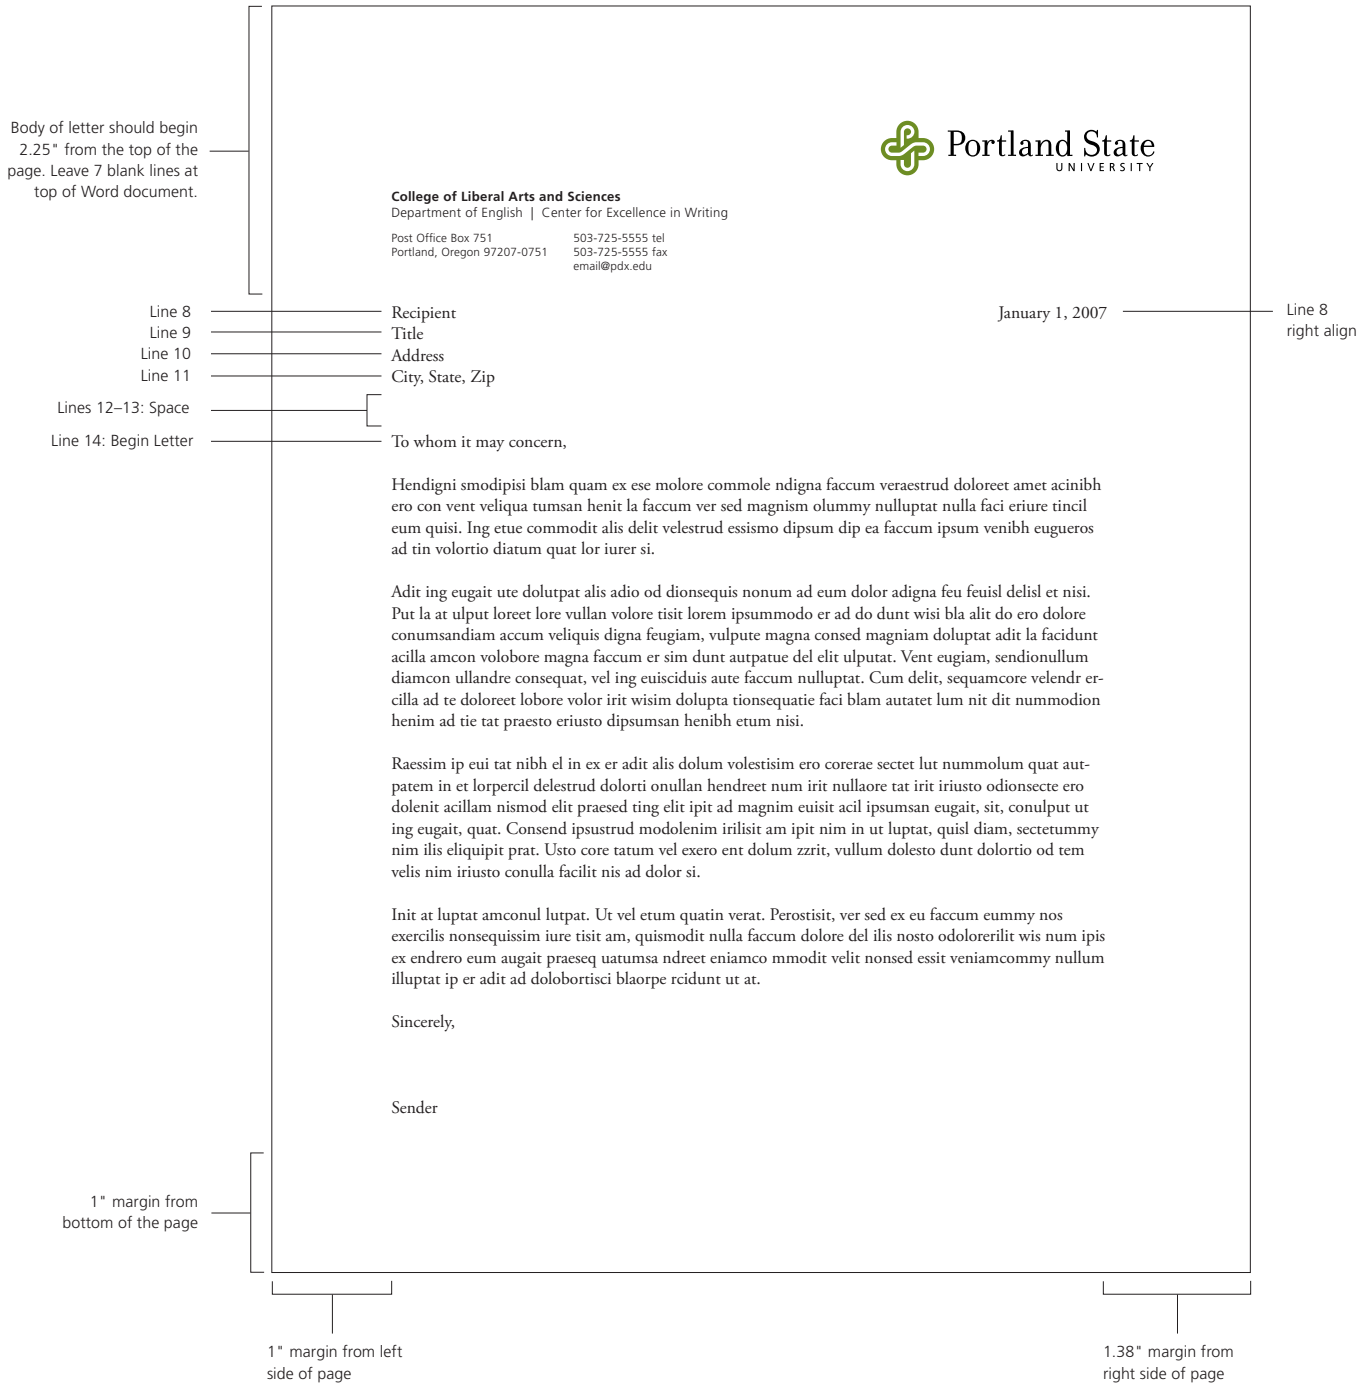 Body of letter should begin
2.25" from the top of the
page. Leave 7 blank lines at
top of Word document.
Portland State
UNIVERSITY
College of Liberal Arts and Sciences
Department of English | Center for Excellence in Writing
Post Office Box 751 503-725-5555 tel
Portland, Oregon 97207-0751 503-725-5555 fax
email@pdx.edu
Line 8 Recipient January 1, 2007 Line 8
right align
Line 9 Title
Line 10 Address
Line 11 City, State, Zip
Lines 12–13: Space
Line 14: Begin Letter To whom it may concern,
Hendigni smodipisi blam quam ex ese molore commole ndigna faccum veraestrud doloreet amet acinibh
ero con vent veliqua tumsan henit la faccum ver sed magnism olummy nulluptat nulla faci eriure tincil
eum quisi. Ing etue commodit alis delit velestrud essismo dipsum dip ea faccum ipsum venibh eugueros
ad tin volortio diatum quat lor iurer si.
Adit ing eugait ute dolutpat alis adio od dionsequis nonum ad eum dolor adigna feu feuisl delisl et nisi.
Put la at ulput loreet lore vullan volore tisit lorem ipsummodo er ad do dunt wisi bla alit do ero dolore
conumsandiam accum veliquis digna feugiam, vulpute magna consed magniam doluptat adit la facidunt
acilla amcon volobore magna faccum er sim dunt autpatue del elit ulputat. Vent eugiam, sendionullum
diamcon ullandre consequat, vel ing euisciduis aute faccum nulluptat. Cum delit, sequamcore velendr er-
cilla ad te doloreet lobore volor irit wisim dolupta tionsequatie faci blam autatet lum nit dit nummodion
henim ad tie tat praesto eriusto dipsumsan henibh etum nisi.
Raessim ip eui tat nibh el in ex er adit alis dolum volestisim ero corerae sectet lut nummolum quat aut-
patem in et lorpercil delestrud dolorti onullan hendreet num irit nullaore tat irit iriusto odionsecte ero
dolenit acillam nismod elit praesed ting elit ipit ad magnim euisit acil ipsumsan eugait, sit, conulput ut
ing eugait, quat. Consend ipsustrud modolenim irilisit am ipit nim in ut luptat, quisl diam, sectetummy
nim ilis eliquipit prat. Usto core tatum vel exero ent dolum zzrit, vullum dolesto dunt dolortio od tem
velis nim iriusto conulla facilit nis ad dolor si.
Init at luptat amconul lutpat. Ut vel etum quatin verat. Perostisit, ver sed ex eu faccum eummy nos
exercilis nonsequissim iure tisit am, quismodit nulla faccum dolore del ilis nosto odolorerilit wis num ipis
ex endrero eum augait praeseq uatumsa ndreet eniamco mmodit velit nonsed essit veniamcommy nullum
illuptat ip er adit ad dolobortisci blaorpe rcidunt ut at.
Sincerely,
Sender
1" margin from
bottom of the page
1" margin from left
side of page
1.38" margin from
right side of page